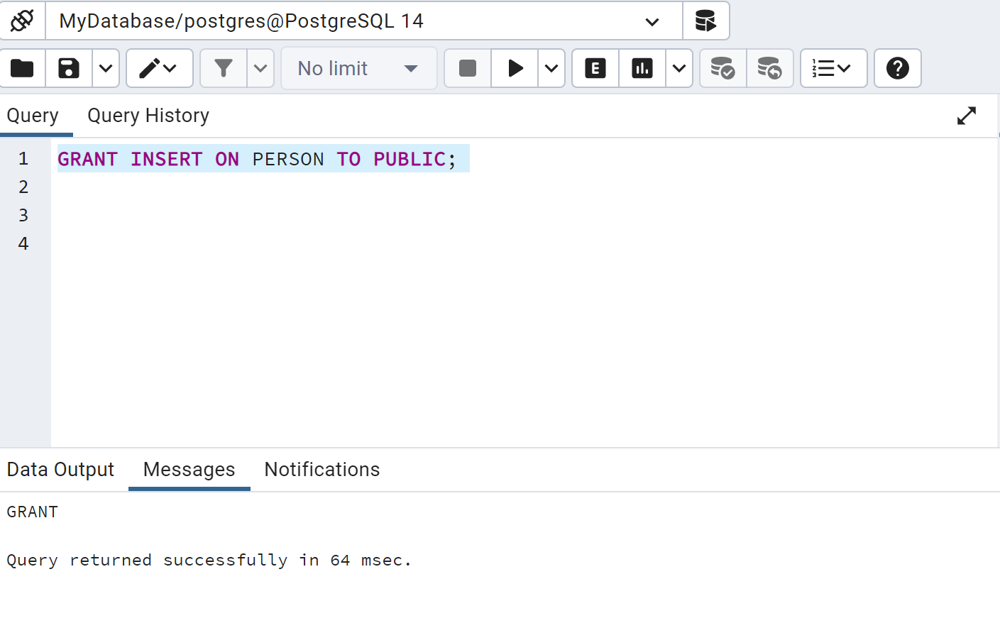 MyDatabase/postgres@PostgreSQL 14
No limit
E
?
Query Query History
1 GRANT INSERT ON PERSON TO PUBLIC;
2
3
4
Data Output Messages Notifications
GRANT
Query returned successfully in 64 msec.